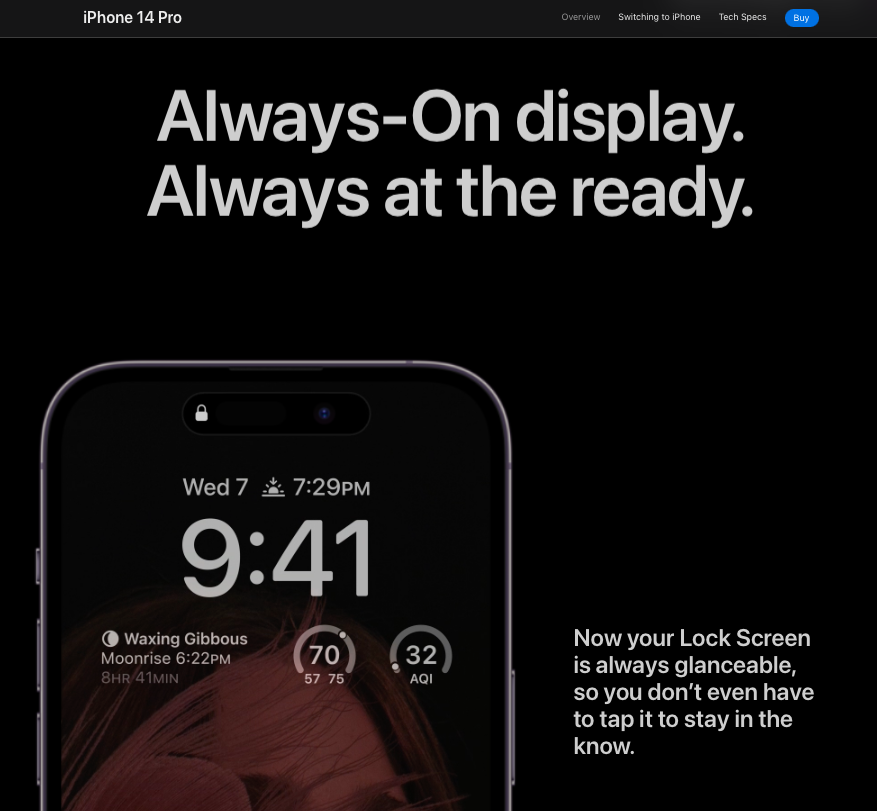 iPhone 14 Pro
Overview Switching to iPhone Tech Specs Buy
Always-On display.
Always at the ready.
Wed 7 7:29PM
9:41
Waxing Gibbous
Moonrise 6:22PM
8HR 41MIN
70
57 75
32
AQI
Now your Lock Screen
is always glanceable,
so you don’t even have
to tap it to stay in the
know.